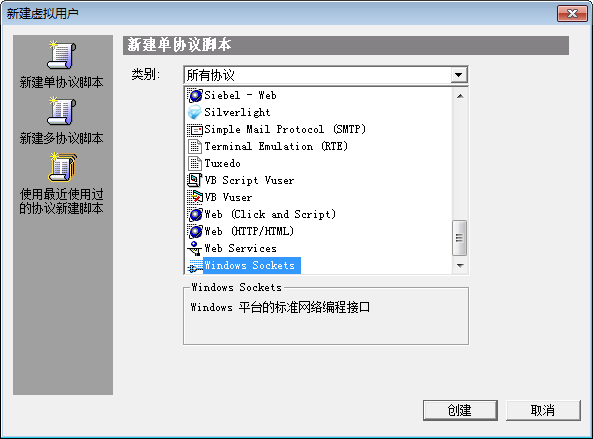 新建虚拟用户
新建单协议脚本
新建多协议脚本
使用最近使用过
的协议新建脚本
新建单协议脚本
类别:
所有协议
Siebel - Web
Silverlight
Simple Mail Protocol (SMTP)
Terminal Emulation (RTE)
Tuxedo
VB Script Vuser
VB Vuser
Web (Click and Script)
Web (HTTP/HTML)
Web Services
Windows Sockets
Windows Sockets
Windows 平台的标准网络编程接口
创建
取消